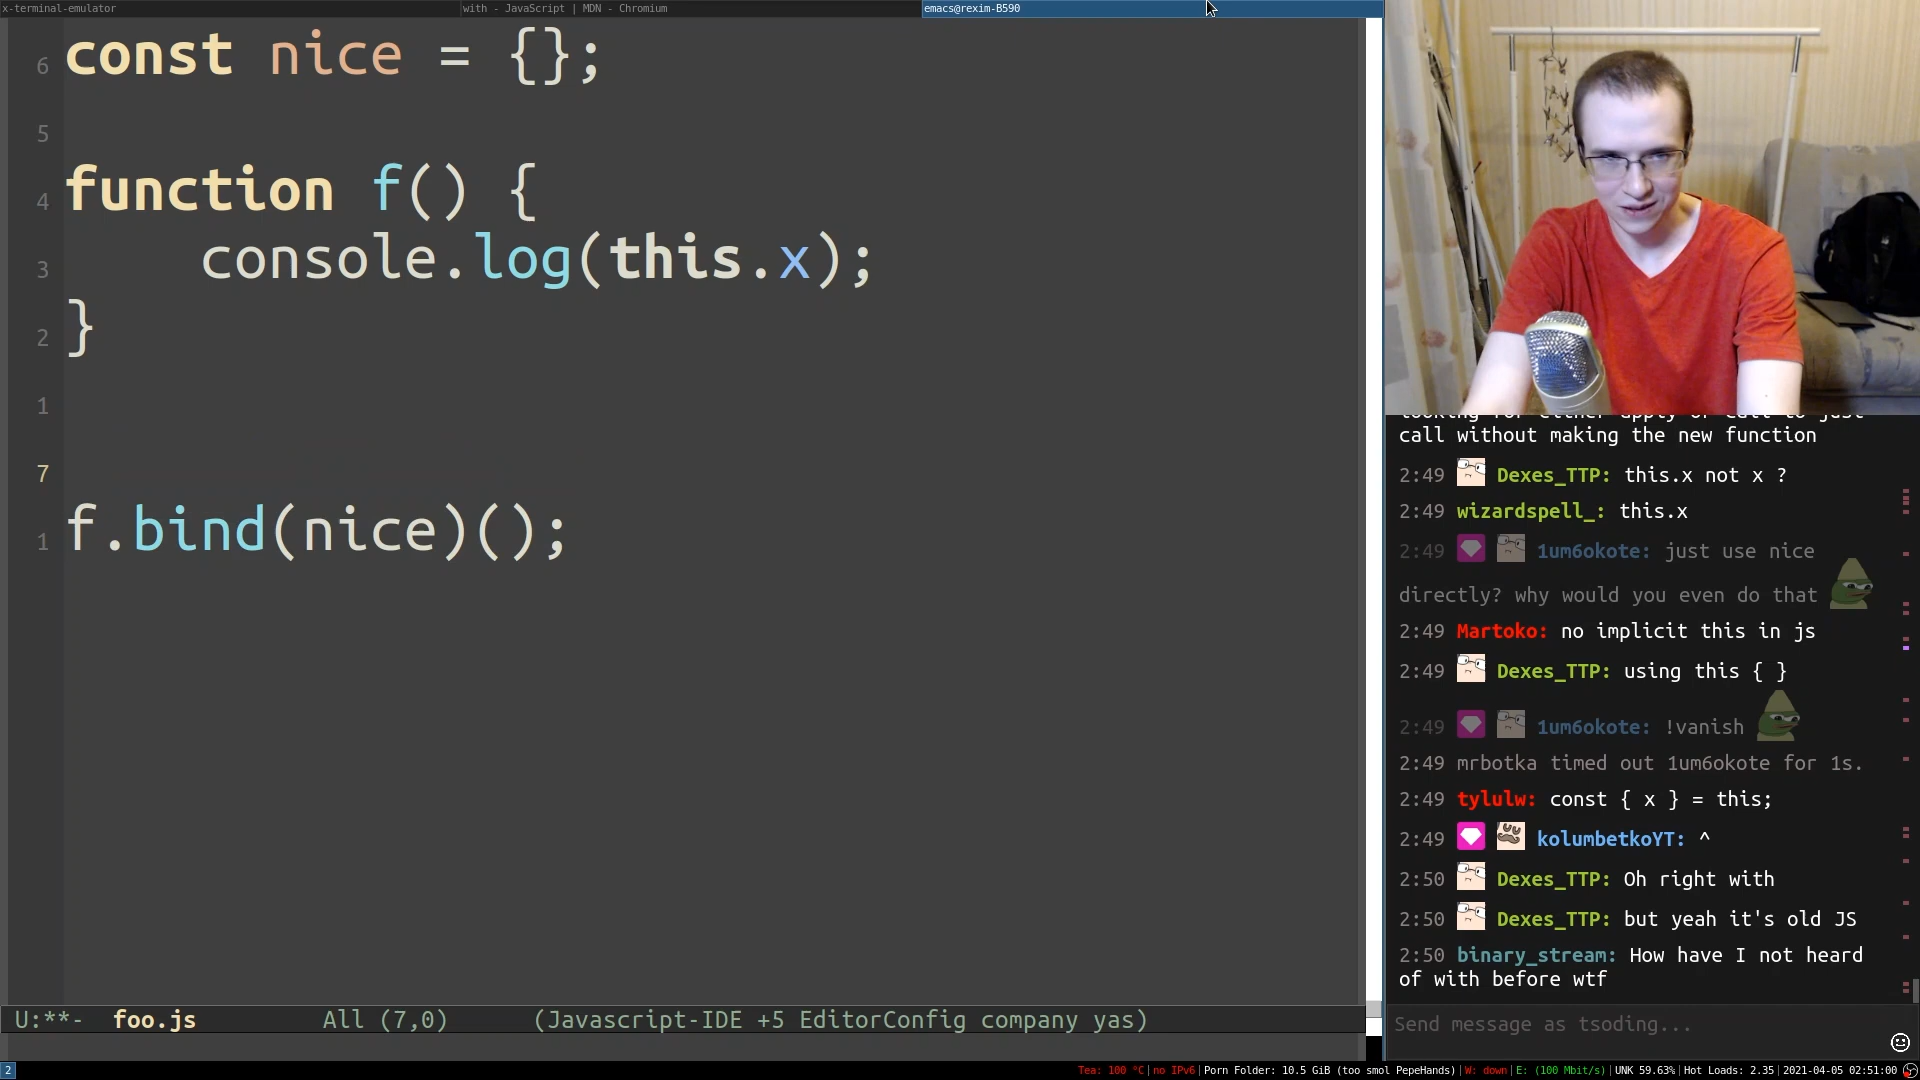 x-terminal-emulator
with - JavaScript | MDN - Chromium
emacs@rexim-B590
6 const nice = {};
5
4 function f() {
3 console.log(this.x);
2 }
1
7
1 f.bind(nice)();
U:**- foo.js All (7,0) (Javascript-IDE +5 EditorConfig company yas)
looking for either apply or call to just
call without making the new function
2:49 Dexes_TTP: this.x not x ?
2:49 wizardspell_: this.x
2:49 1um6okote: just use nice
directly? why would you even do that
2:49 Martoko: no implicit this in js
2:49 Dexes_TTP: using this { }
2:49 1um6okote: !vanish
2:49 mrbotka timed out 1um6okote for 1s.
2:49 tylulw: const { x } = this;
2:49 kolumbetkoYT: ^
2:50 Dexes_TTP: Oh right with
2:50 Dexes_TTP: but yeah it's old JS
2:50 binary_stream: How have I not heard
of with before wtf
Send message as tsoding...
2
Tea: 100 °C|no IPv6|Porn Folder: 10.5 GiB (too smol PepeHands)|W: down|E: (100 Mbit/s)|UNK 59.63%|Hot Loads: 2.35|2021-04-05 02:51:00